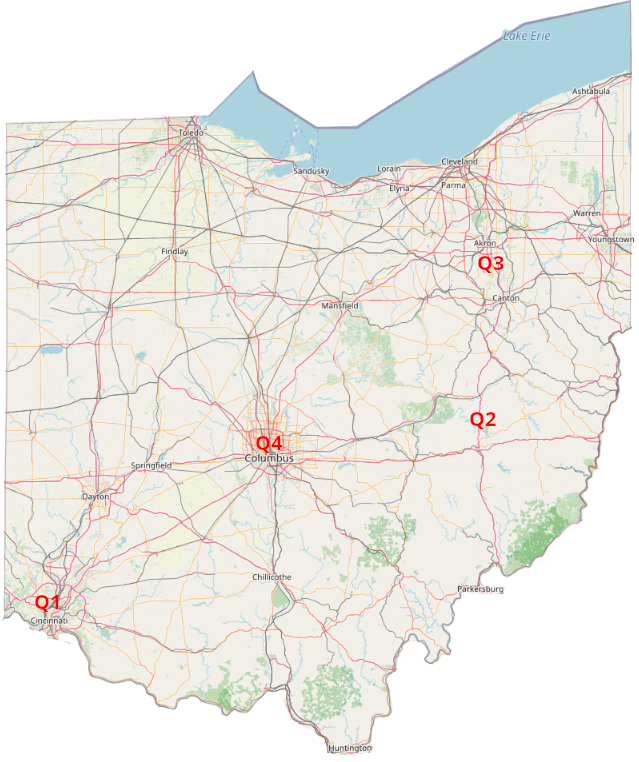 Lake Erie
Ashtabula
Toledo
Cleveland
Sandusky
Lorain
Elyria
Parma
Warren
Youngstown
Akron
Findlay
Q3
Canton
Mansfield
Q2
Q4
Columbus
Springfield
Dayton
Chillicothe
Parkersburg
Q1
Cincinnati
Huntington